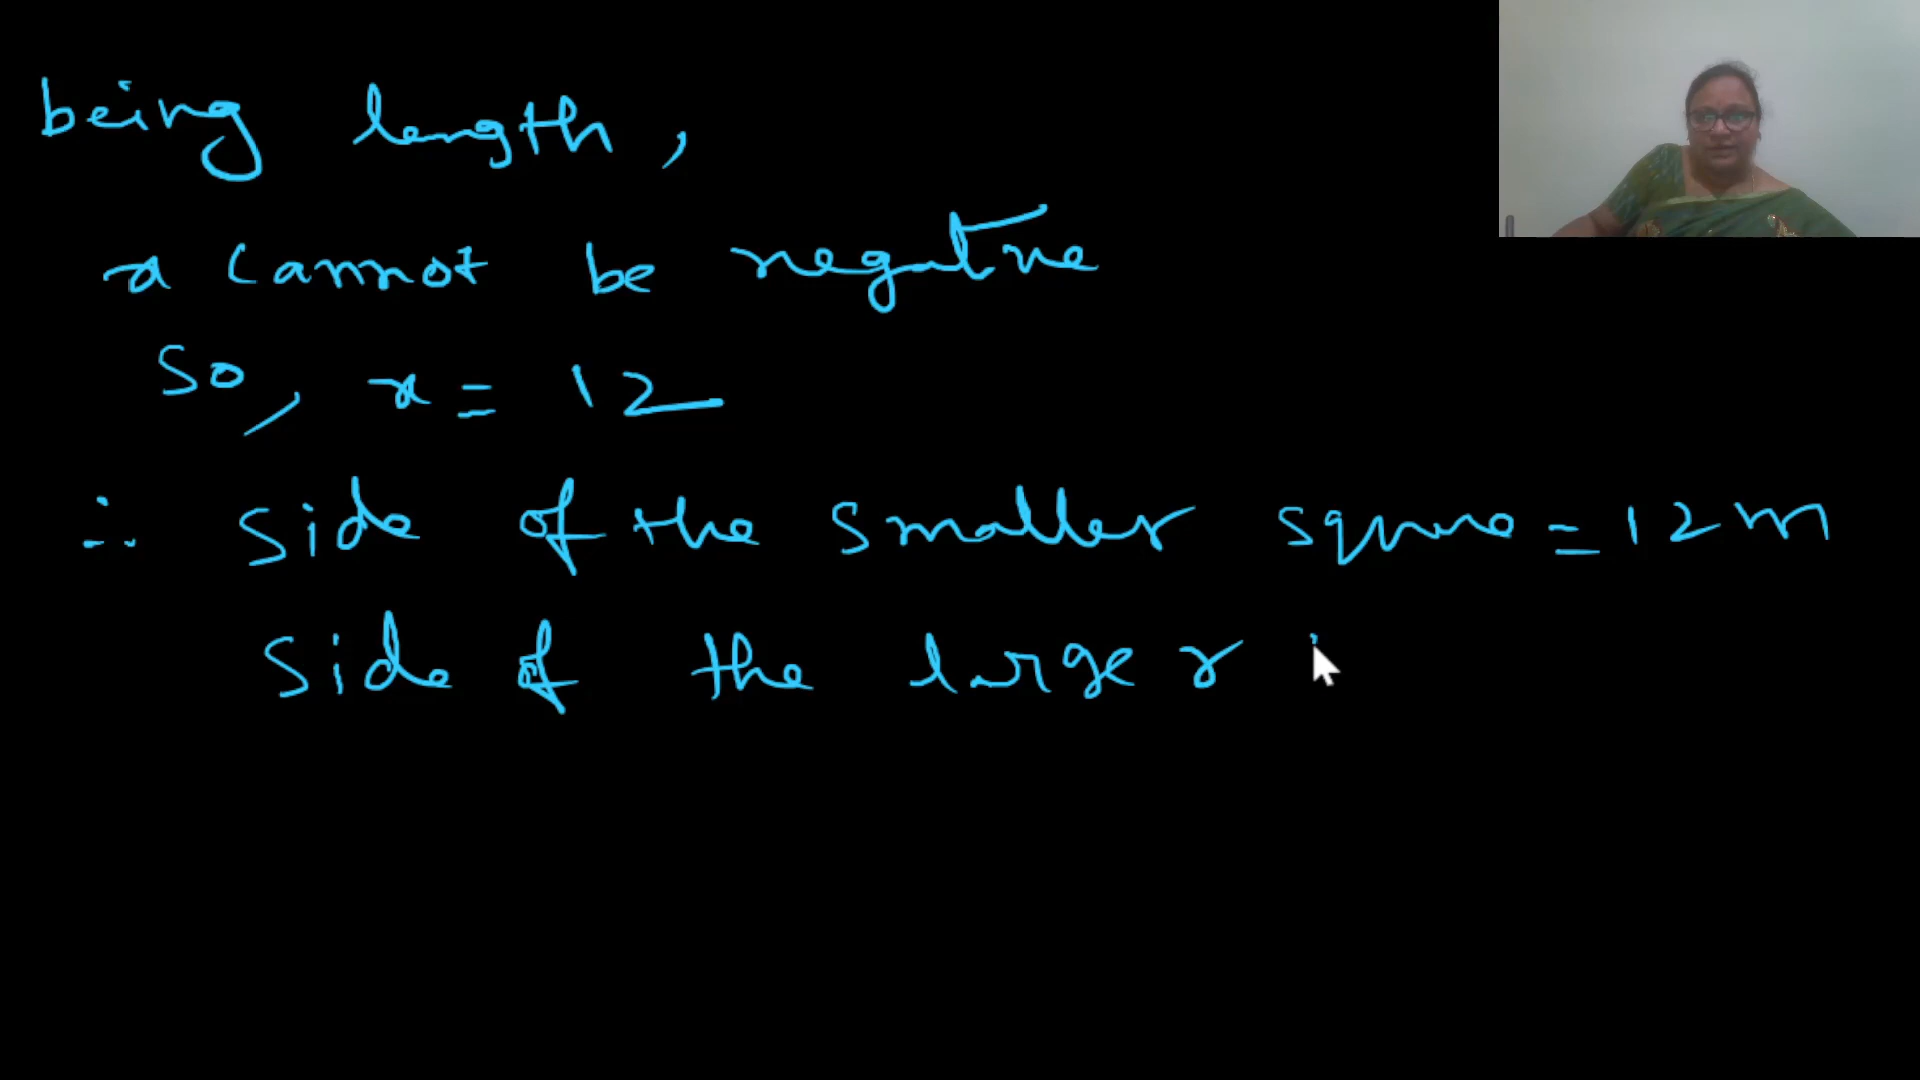 being length,
x cannot be negative
So, x = 12
∴ Side of the smaller square = 12 m
Side of the larger